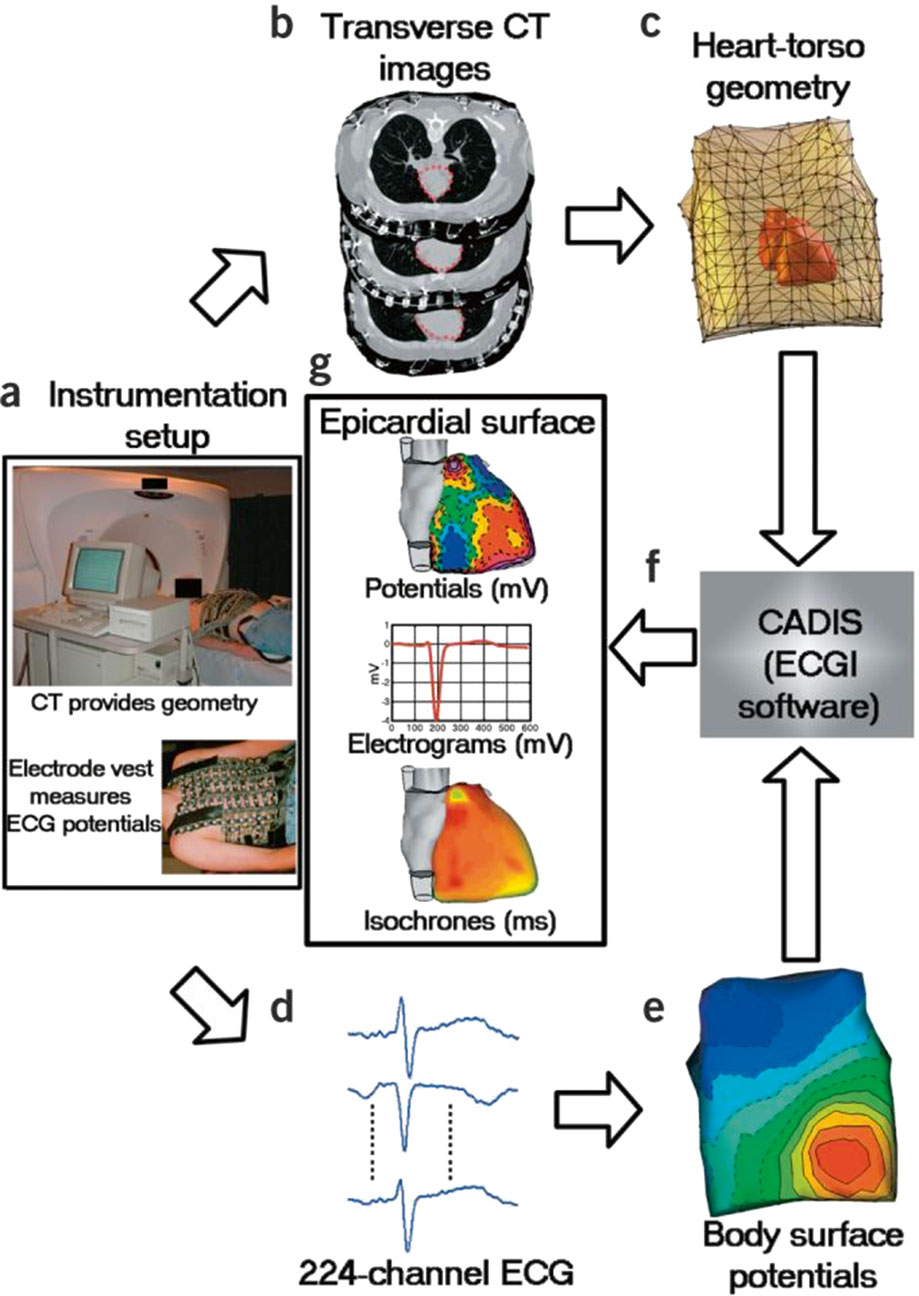 a
Instrumentation
setup
CT provides geometry
Electrode vest
measures
ECG potentials
b
Transverse CT
images
c
Heart-torso
geometry
d
224-channel ECG
e
Body surface
potentials
f
CADIS
(ECGI
software)
g
Epicardial surface
Potentials (mV)
1
0
-1
-2
-3
-4
mV
0 100 200 300 400 500 600
Electrograms (mV)
Isochrones (ms)